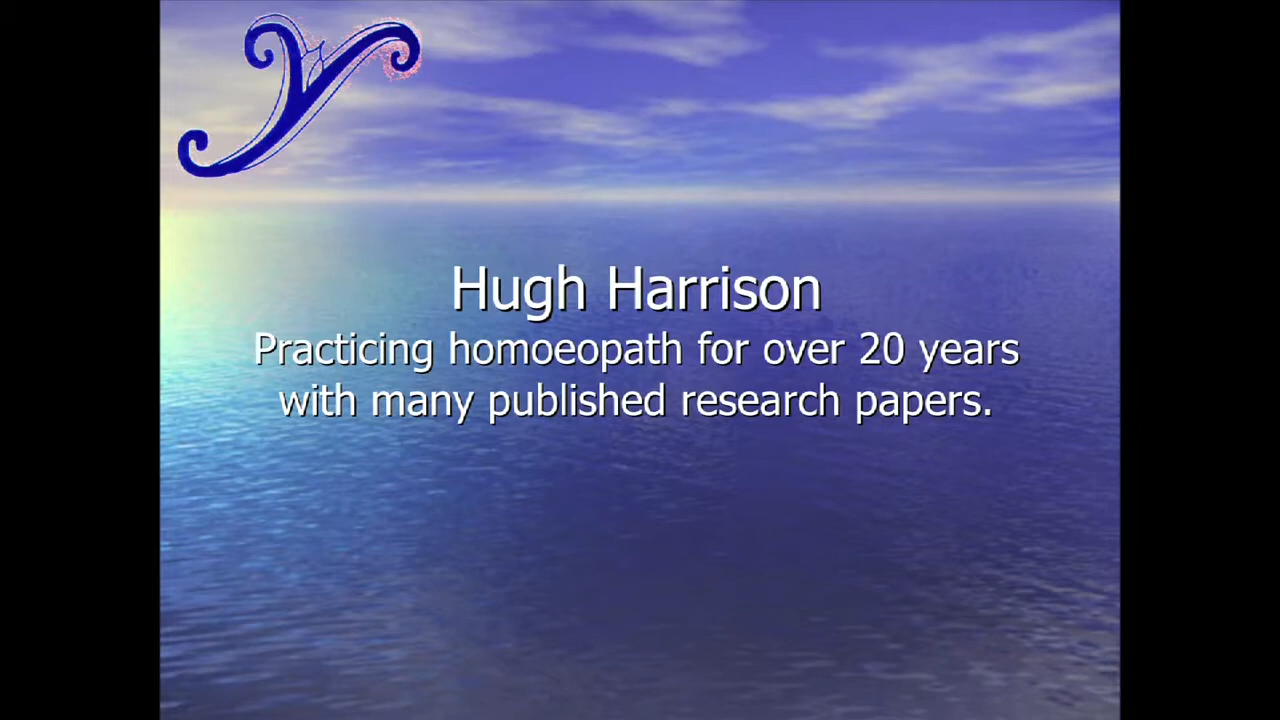 Hugh Harrison
Practicing homoeopath for over 20 years
with many published research papers.